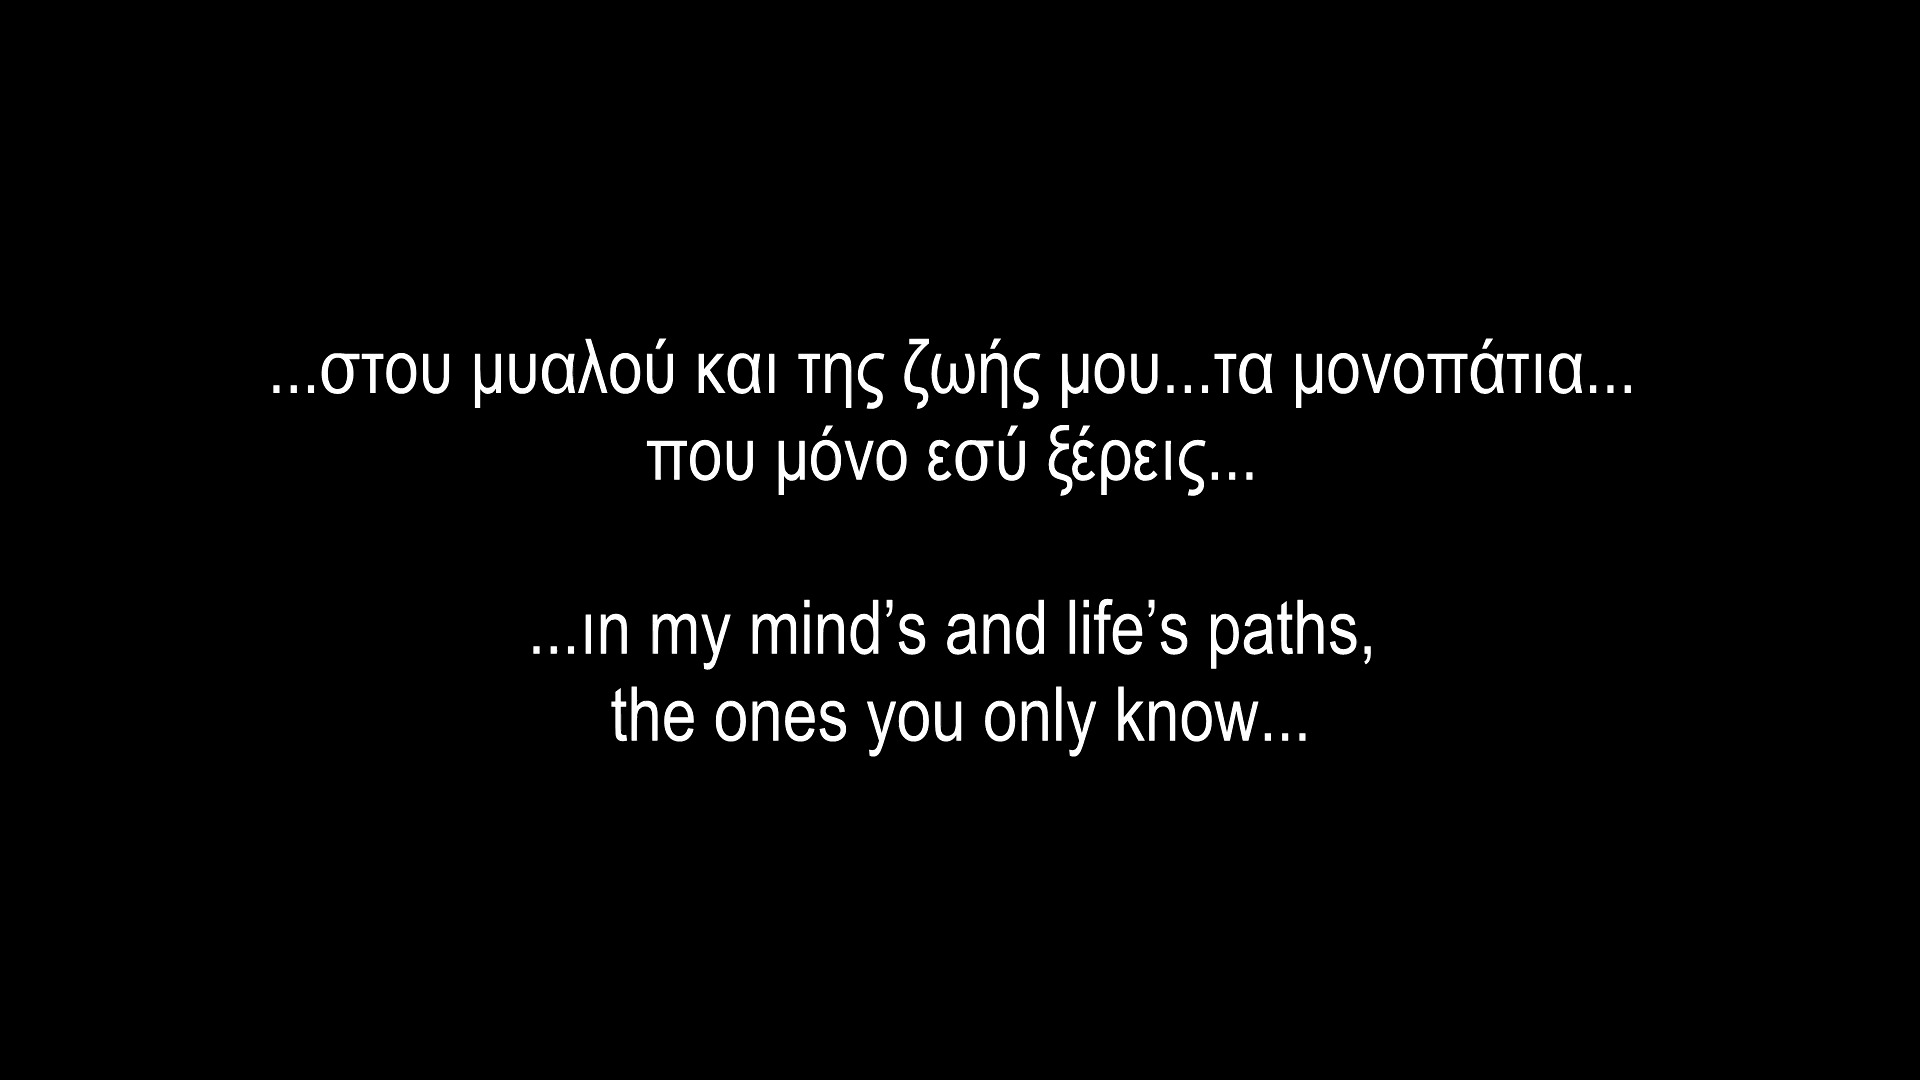 ...στου μυαλού και της ζωής μου...τα μονοπάτια...
που μόνο εσύ ξέρεις...
...ιn my mind’s and life’s paths,
the ones you only know...